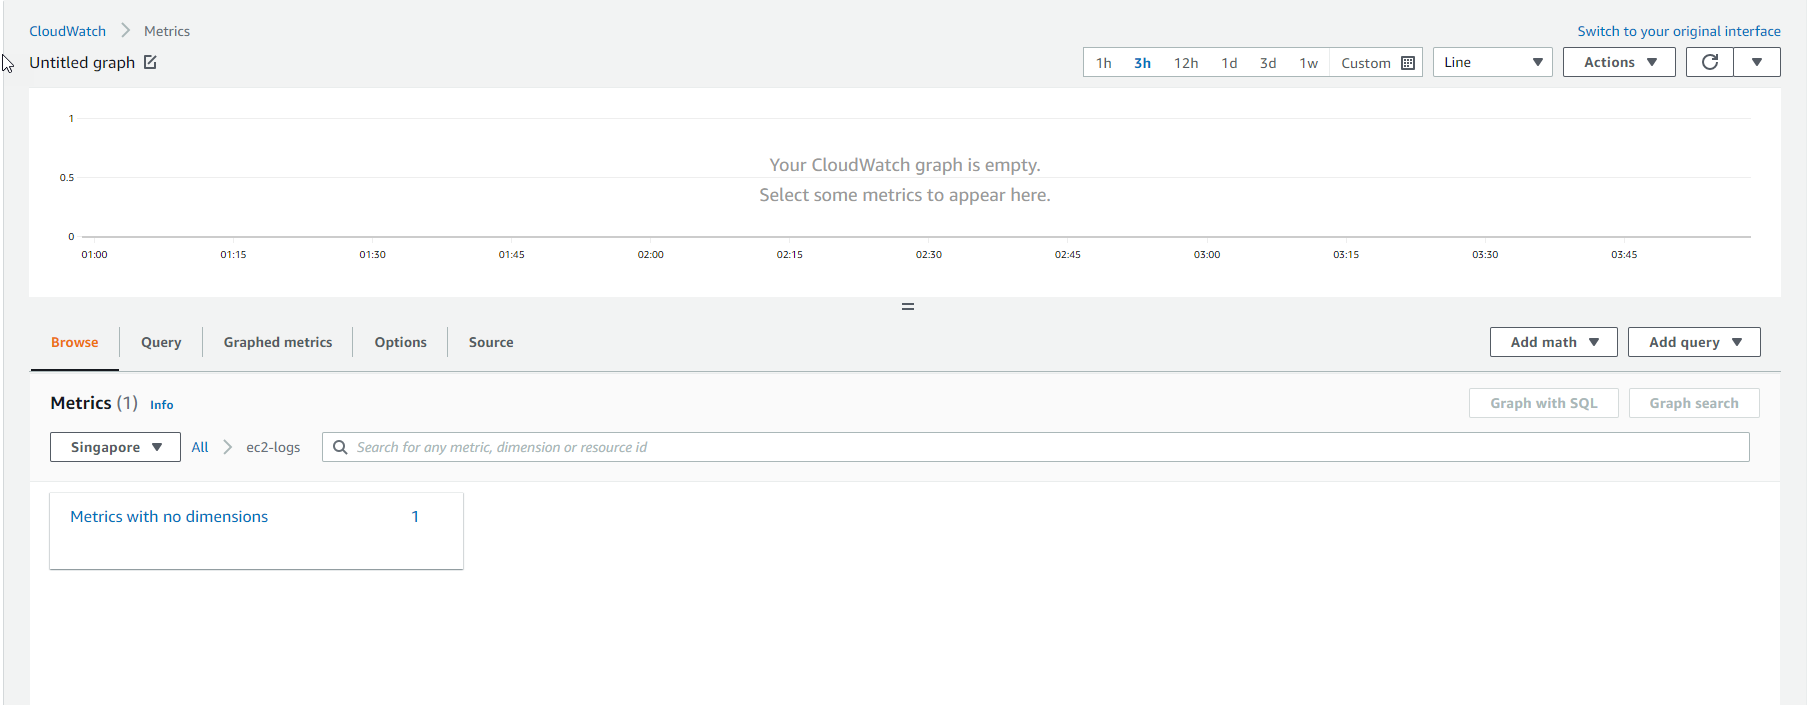 CloudWatch Metrics Switch to your original interface
Untitled graph 1h 3h 12h 1d 3d 1w Custom Line Actions
1
Your CloudWatch graph is empty.
0.5
Select some metrics to appear here.
0
01:00 01:15 01:30 01:45 02:00 02:15 02:30 02:45 03:00 03:15 03:30 03:45
Browse Query Graphed metrics Options Source Add math Add query
Metrics (1) Info Graph with SQL Graph search
Singapore All ec2-logs Search for any metric, dimension or resource id
Metrics with no dimensions 1